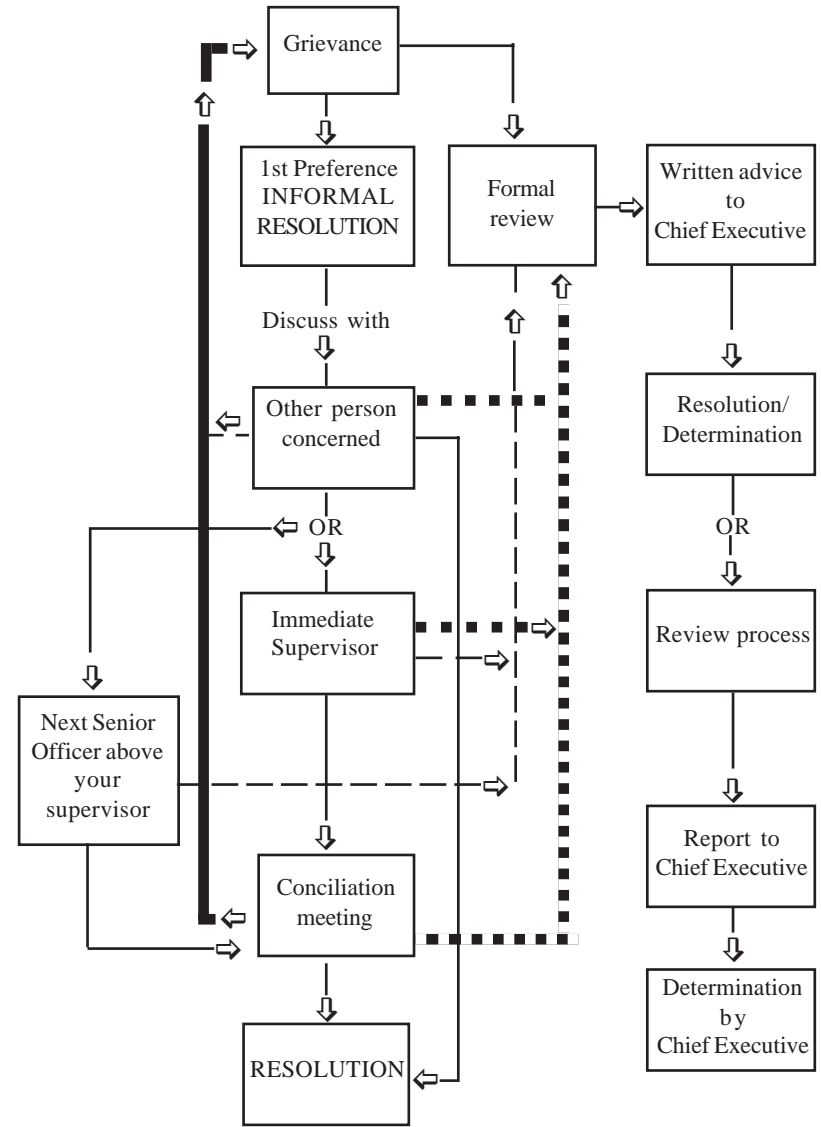 Grievance
1st Preference
INFORMAL
RESOLUTION
Formal
review
Written advice
to
Chief Executive
Discuss with
Other person
concerned
Resolution/
Determination
OR
OR
Immediate
Supervisor
Review process
Next Senior
Officer above
your
supervisor
Conciliation
meeting
Report to
Chief Executive
RESOLUTION
Determination
by
Chief Executive